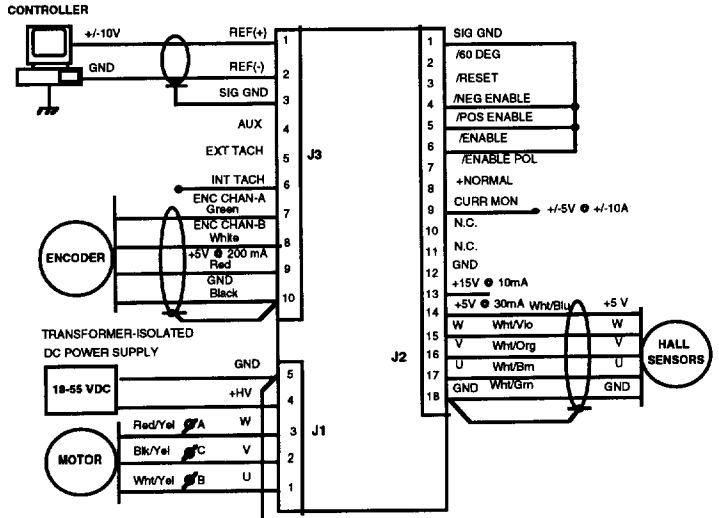 CONTROLLER
+/-10V
REF(+)
1
GND
REF(-)
2
SIG GND
3
AUX
4
EXT TACH
5
J3
INT TACH
6
ENC CHAN-A
Green
7
ENC CHAN-B
White
8
ENCODER
+5V @ 200 mA
Red
9
GND
Black
10
TRANSFORMER-ISOLATED
DC POWER SUPPLY
GND
5
18-55 VDC
+HV
4
Red/Yel
A
W
3
J1
MOTOR
Blk/Yel
C
V
2
Wht/Yel
B
U
1
SIG GND
1
/60 DEG
2
/RESET
3
/NEG ENABLE
4
/POS ENABLE
5
/ENABLE
6
/ENABLE POL
7
+NORMAL
8
CURR MON
9
+/-5V @ +/-10A
N.C.
10
N.C.
11
GND
12
+15V @ 10mA
13
+5V @ 30mA
Wht/Blu
+5 V
14
W
Wht/Vio
W
15
V
Wht/Org
V
HALL
SENSORS
J2
16
U
Wht/Brn
U
17
GND
Wht/Grn
GND
18